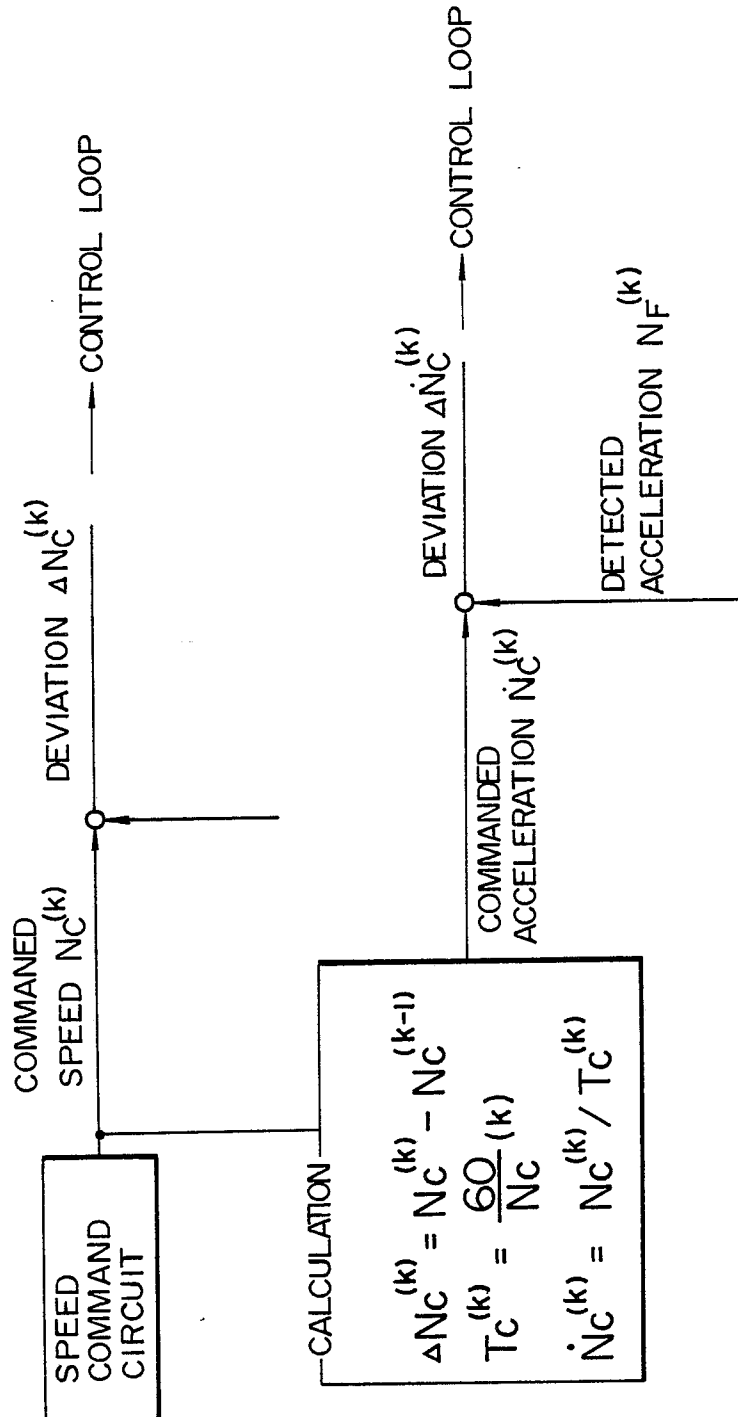 SPEED
COMMAND
CIRCUIT
COMMANED
SPEED Nc^(k)
DEVIATION ΔNc^(k)
CONTROL LOOP
CALCULATION
ΔNc^(k) = Nc^(k) – Nc^(k-1)
Tc^(k) = 60/Nc^(k)
Ṅc^(k) = Nc^(k) / Tc^(k)
COMMANDED
ACCELERATION Ṅc^(k)
DEVIATION ΔṄc^(k)
CONTROL LOOP
DETECTED
ACCELERATION NF^(k)